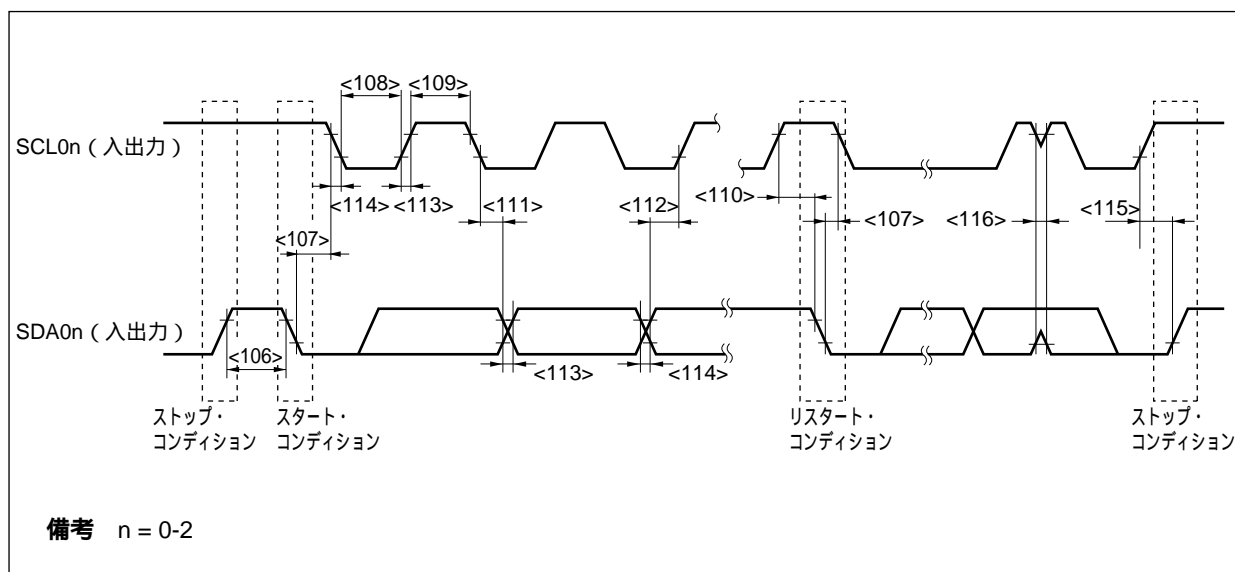 <108> <109>
SCL0n（入出力）
<114> <113> <111> <112> <110> <107> <116> <115>
<107>
SDA0n（入出力）
<106>
<113> <114>
ストップ・
コンディション
スタート・
コンディション
リスタート・
コンディション
ストップ・
コンディション
備考 n = 0-2